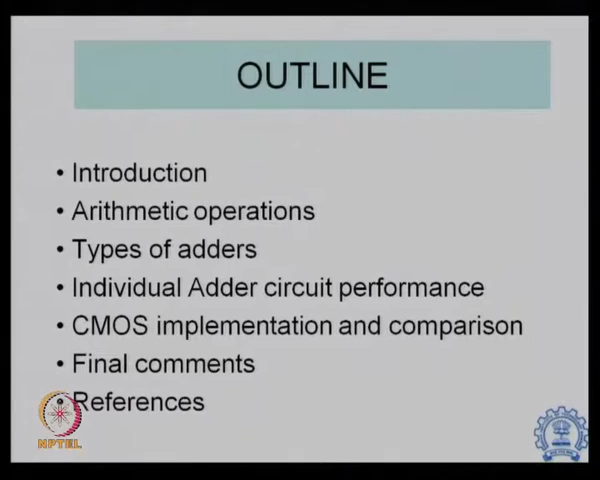 OUTLINE
• Introduction
• Arithmetic operations
• Types of adders
• Individual Adder circuit performance
• CMOS implementation and comparison
• Final comments
References
NPTEL